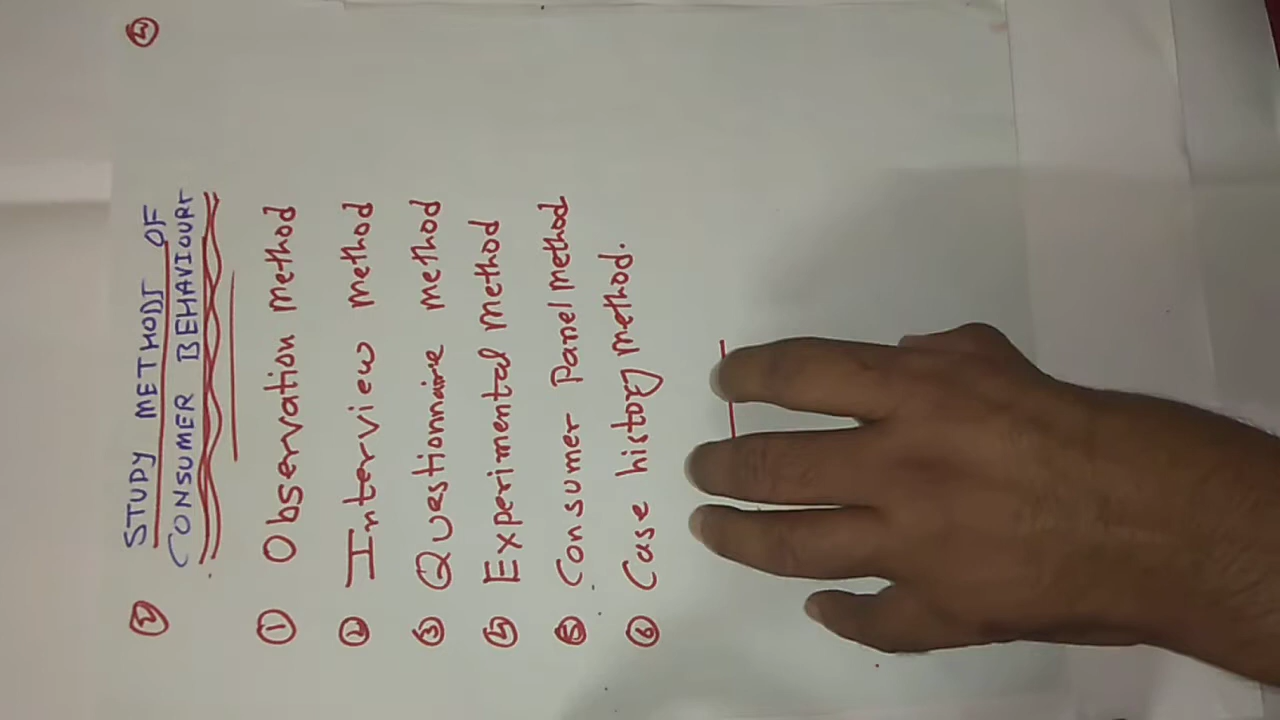 STUDY METHODS OF
CONSUMER BEHAVIOUR
① Observation Method
② Interview Method
③ Questionnaire Method
④ Experimental Method
⑤ Consumer Panel Method
⑥ Case history Method.